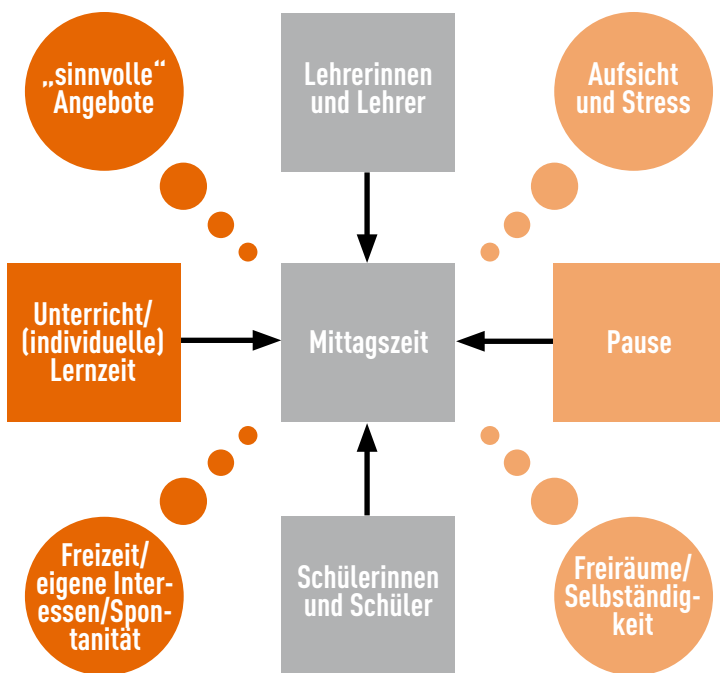 „sinnvolle“
Angebote
Lehrerinnen
und Lehrer
Aufsicht
und Stress
Unterricht/
(individuelle)
Lernzeit
Mittagszeit
Pause
Freizeit/
eigene Inter-
essen/Spon-
tanität
Schülerinnen
und Schüler
Freiräume/
Selbständig-
keit